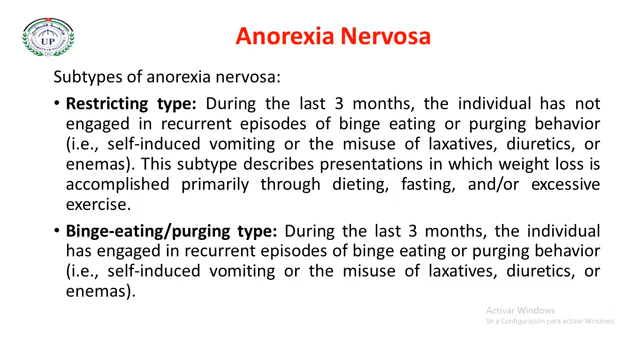 UP
Anorexia Nervosa
Subtypes of anorexia nervosa:
• Restricting type: During the last 3 months, the individual has not
engaged in recurrent episodes of binge eating or purging behavior
(i.e., self-induced vomiting or the misuse of laxatives, diuretics, or
enemas). This subtype describes presentations in which weight loss is
accomplished primarily through dieting, fasting, and/or excessive
exercise.
• Binge-eating/purging type: During the last 3 months, the individual
has engaged in recurrent episodes of binge eating or purging behavior
(i.e., self-induced vomiting or the misuse of laxatives, diuretics, or
enemas).
Activar Windows
Ve a Configuración para activar Windows.